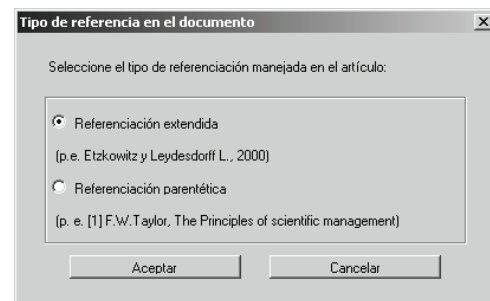 Tipo de referencia en el documento
Seleccione el tipo de referenciación manejada en el artículo:
Referenciación extendida
(p.e. Etzkowitz y Leydesdorff L., 2000)
Referenciación parentética
(p. e. [1] F.W.Taylor, The Principles of scientific management)
Aceptar Cancelar